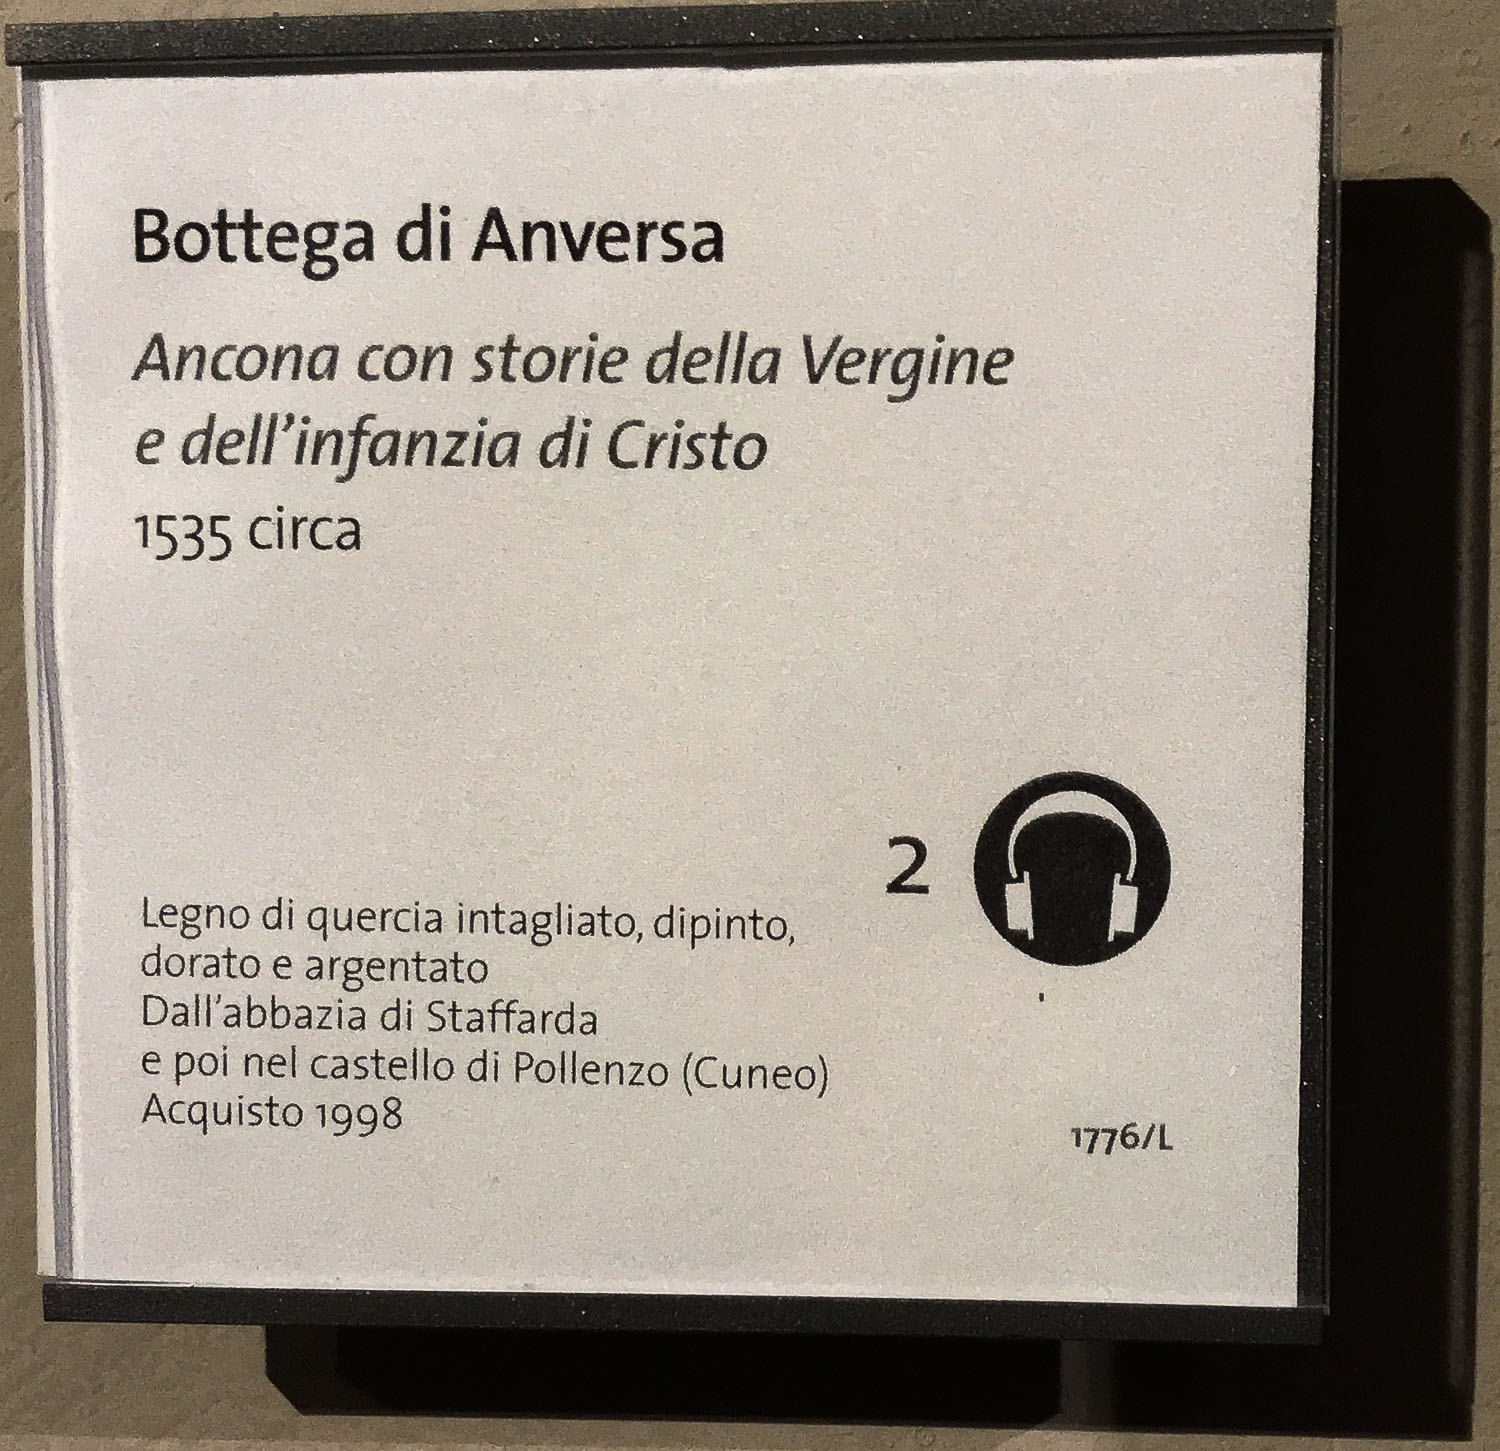 Bottega di Anversa
Ancona con storie della Vergine
e dell'infanzia di Cristo
1535 circa
2
Legno di quercia intagliato, dipinto,
dorato e argentato
Dall'abbazia di Staffarda
e poi nel castello di Pollenzo (Cuneo)
Acquisto 1998
1776/L